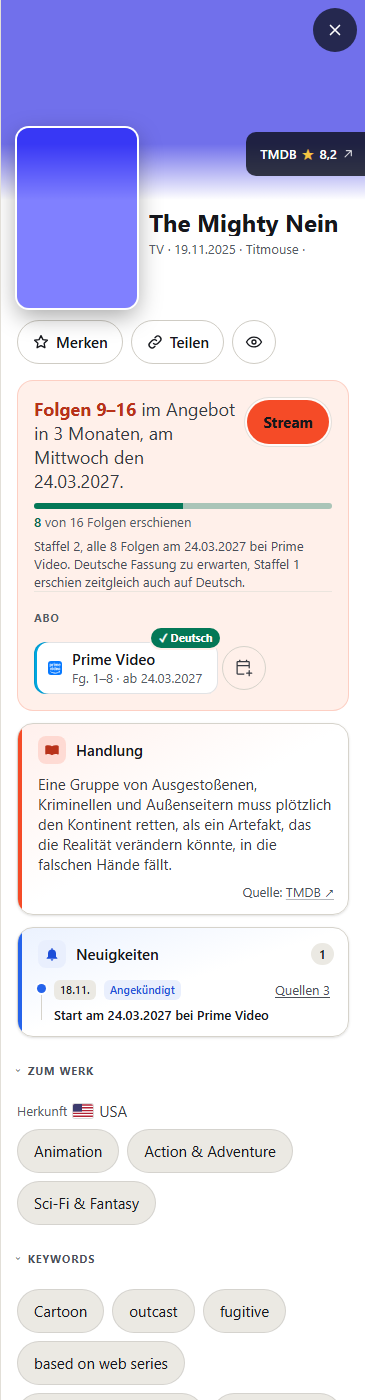 TMDB ★ 8,2 ↗
The Mighty Nein
TV · 19.11.2025 · Titmouse ·
Merken
Teilen
Folgen 9–16 im Angebot
in 3 Monaten, am
Mittwoch den
24.03.2027.
Stream
8 von 16 Folgen erschienen
Staffel 2, alle 8 Folgen am 24.03.2027 bei Prime
Video. Deutsche Fassung zu erwarten, Staffel 1
erschien zeitgleich auch auf Deutsch.
ABO
✓ Deutsch
Prime Video
Fg. 1–8 · ab 24.03.2027
Handlung
Eine Gruppe von Ausgestoßenen,
Kriminellen und Außenseitern muss plötzlich
den Kontinent retten, als ein Artefakt, das
die Realität verändern könnte, in die
falschen Hände fällt.
Quelle: TMDB ↗
Neuigkeiten
1
18.11. Angekündigt
Quellen 3
Start am 24.03.2027 bei Prime Video
ZUM WERK
Herkunft USA
Animation
Action & Adventure
Sci-Fi & Fantasy
KEYWORDS
Cartoon
outcast
fugitive
based on web series